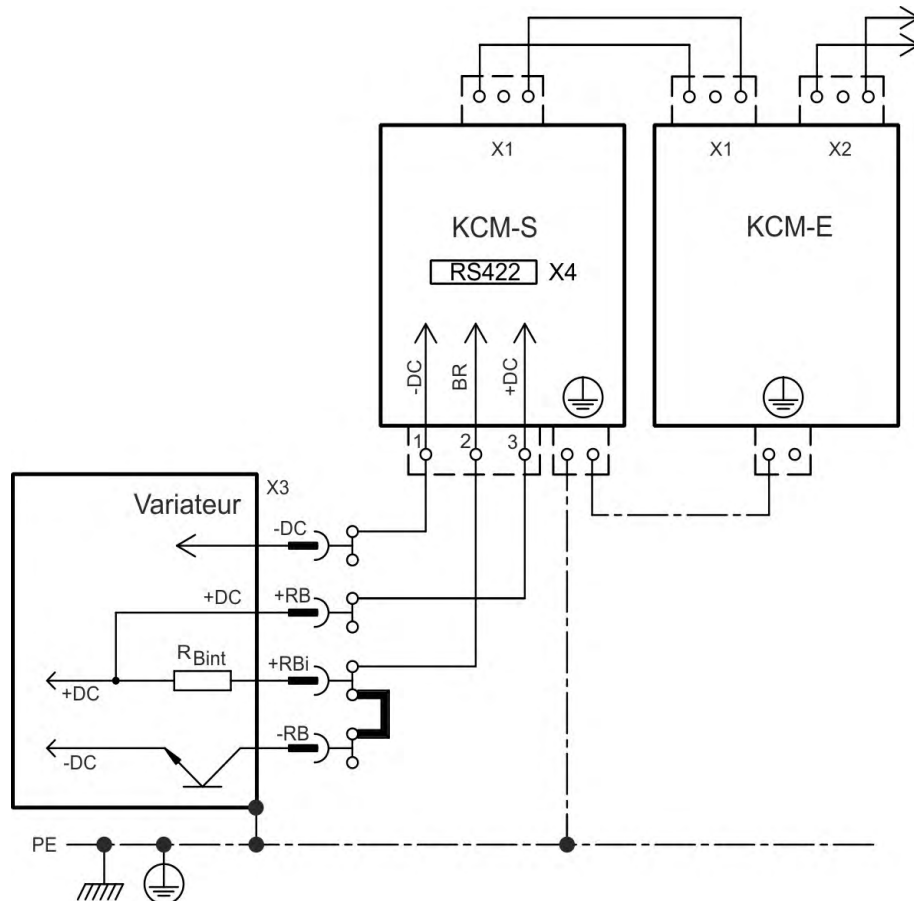 X1
X1
X2
KCM-S
KCM-E
RS422
X4
-DC
BR
+DC
1
2
3
X3
Variateur
-DC
+DC
+RB
RBint
+RBi
+DC
-RB
-DC
PE